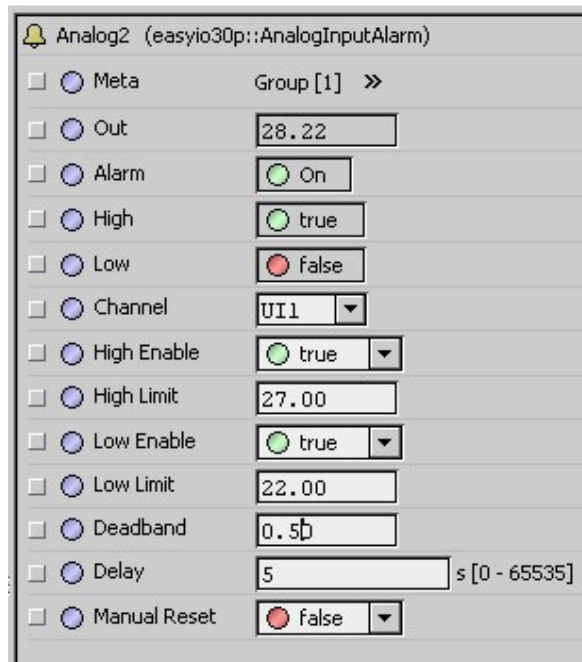 Analog2 (easyio30p::AnalogInputAlarm)
Meta Group [1] »
Out 28.22
Alarm On
High true
Low false
Channel UI1
High Enable true
High Limit 27.00
Low Enable true
Low Limit 22.00
Deadband 0.50
Delay 5 s [0 - 65535]
Manual Reset false